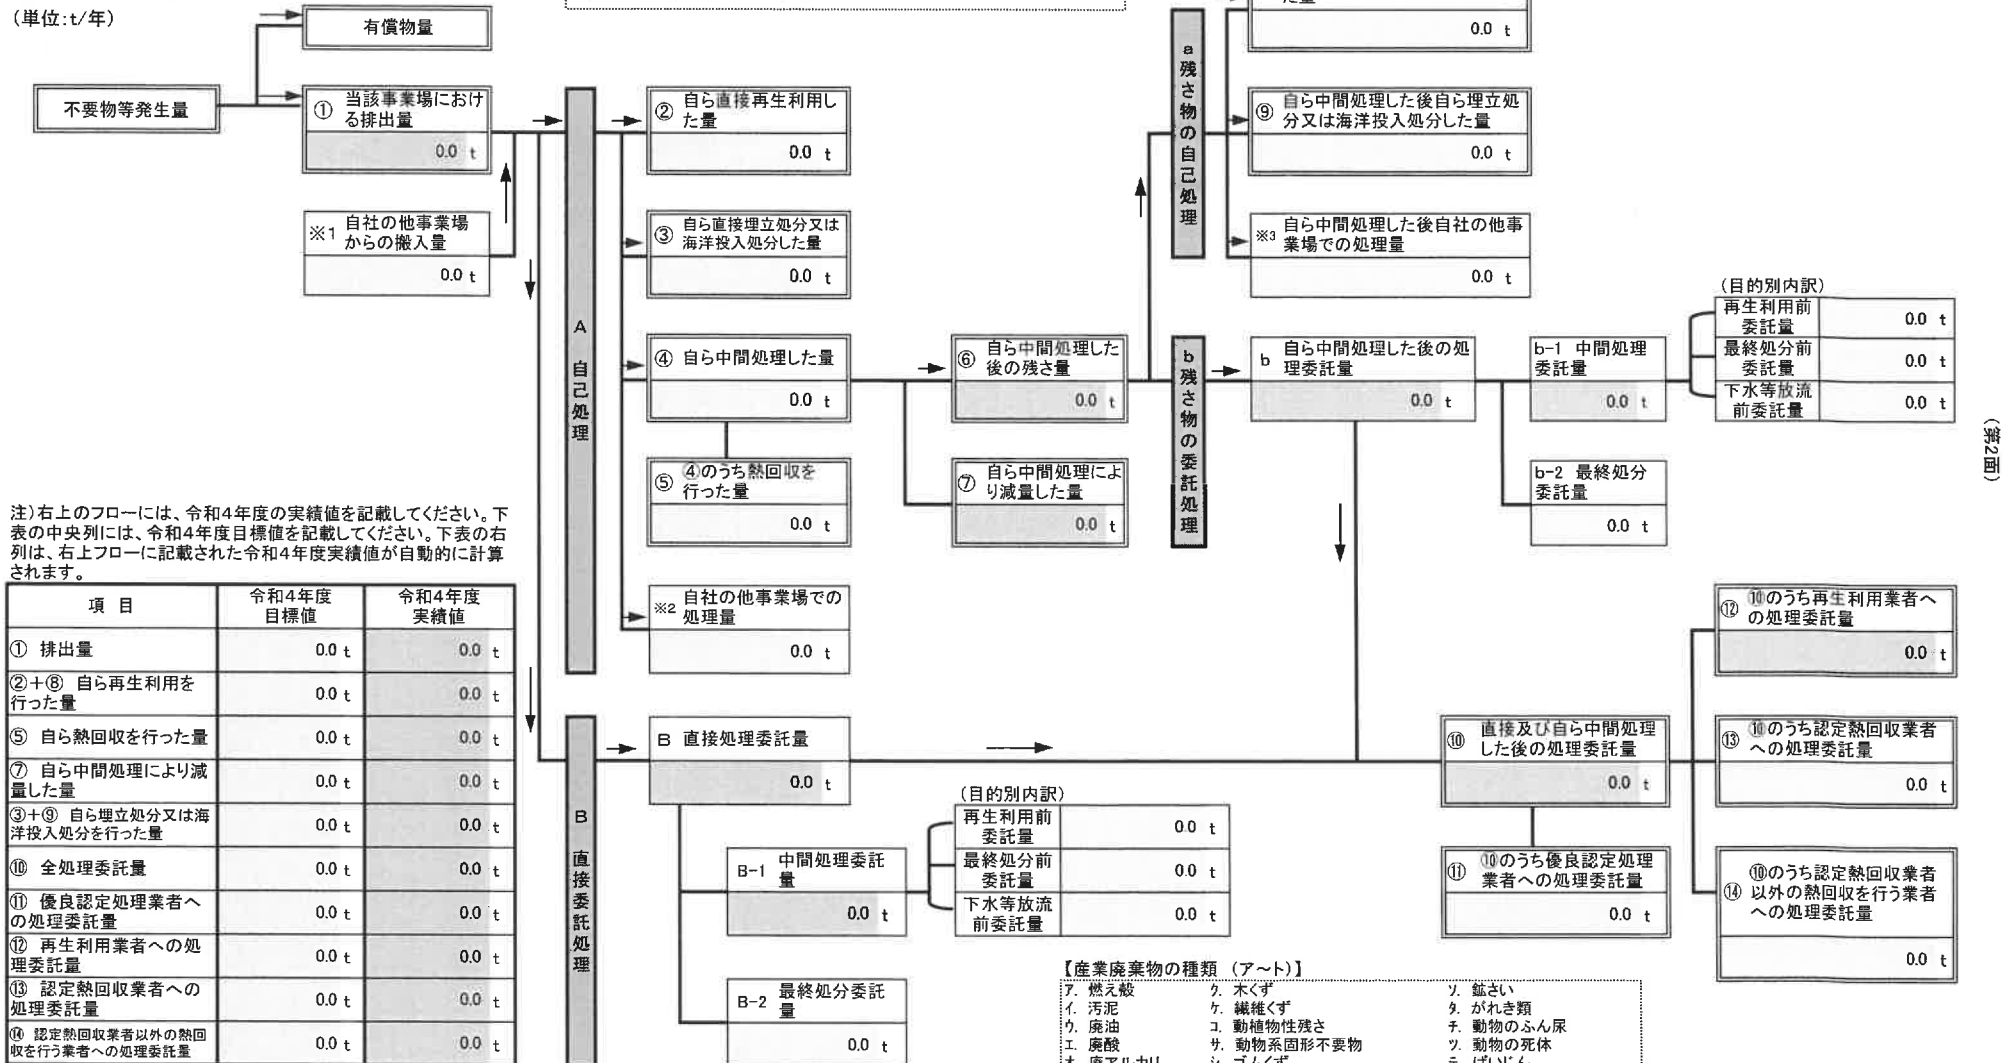 (単位:t/年)
有償物量
不要物等発生量
① 当該事業場におけ
る排出量
0.0 t
※1 自社の他事業場
からの搬入量
0.0 t
A 自己処理
② 自ら直接再生利用し
た量
0.0 t
③ 自ら直接埋立処分又は
海洋投入処分した量
0.0 t
④ 自ら中間処理した量
0.0 t
⑤ ④のうち熱回収を
行った量
0.0 t
※2 自社の他事業場での
処理量
0.0 t
⑥ 自ら中間処理した
後の残さ量
0.0 t
⑦ 自ら中間処理によ
り減量した量
0.0 t
a 残さ物の自己処理
0.0 t
⑨ 自ら中間処理した後自ら埋立処
分又は海洋投入処分した量
0.0 t
※3 自ら中間処理した後自社の他事
業場での処理量
0.0 t
b 残さ物の委託処理
b 自ら中間処理した後の処
理委託量
0.0 t
b-1 中間処理
委託量
0.0 t
(目的別内訳)
再生利用前
委託量
0.0 t
最終処分前
委託量
0.0 t
下水等放流
前委託量
0.0 t
b-2 最終処分
委託量
0.0 t
(第2面)
注)右上のフローには、令和4年度の実績値を記載してください。下
表の中央列には、令和4年度目標値を記載してください。下表の右
列は、右上フローに記載された令和4年度実績値が自動的に計算
されます。
項 目 令和4年度
目標値 令和4年度
実績値
① 排出量 0.0 t 0.0 t
②+⑧ 自ら再生利用を
行った量 0.0 t 0.0 t
⑤ 自ら熱回収を行った量 0.0 t 0.0 t
⑦ 自ら中間処理により減
量した量 0.0 t 0.0 t
③+⑨ 自ら埋立処分又は海
洋投入処分を行った量 0.0 t 0.0 t
⑩ 全処理委託量 0.0 t 0.0 t
⑪ 優良認定処理業者へ
の処理委託量 0.0 t 0.0 t
⑫ 再生利用業者への処
理委託量 0.0 t 0.0 t
⑬ 認定熱回収業者への
処理委託量 0.0 t 0.0 t
⑭ 認定熱回収業者以外の熱回
収を行う業者への処理委託量 0.0 t 0.0 t
B 直接委託処理
B 直接処理委託量
0.0 t
B-1 中間処理委託
量
0.0 t
(目的別内訳)
再生利用前
委託量
0.0 t
最終処分前
委託量
0.0 t
下水等放流
前委託量
0.0 t
B-2 最終処分委託
量
0.0 t
⑩ 直接及び自ら中間処理
した後の処理委託量
0.0 t
⑪ ⑩のうち優良認定処理
業者への処理委託量
0.0 t
⑫ ⑩のうち再生利用業者へ
の処理委託量
0.0 t
⑬ ⑩のうち認定熱回収業者
への処理委託量
0.0 t
⑭ ⑩のうち認定熱回収業者
以外の熱回収を行う業者
への処理委託量
0.0 t
【産業廃棄物の種類 (ア～ト)】
ア. 燃え殻 ク. 木くず ソ. 鉱さい
イ. 汚泥 ケ. 繊維くず タ. がれき類
ウ. 廃油 コ. 動植物性残さ チ. 動物のふん尿
エ. 廃酸 サ. 動物系固形不要物 ツ. 動物の死体